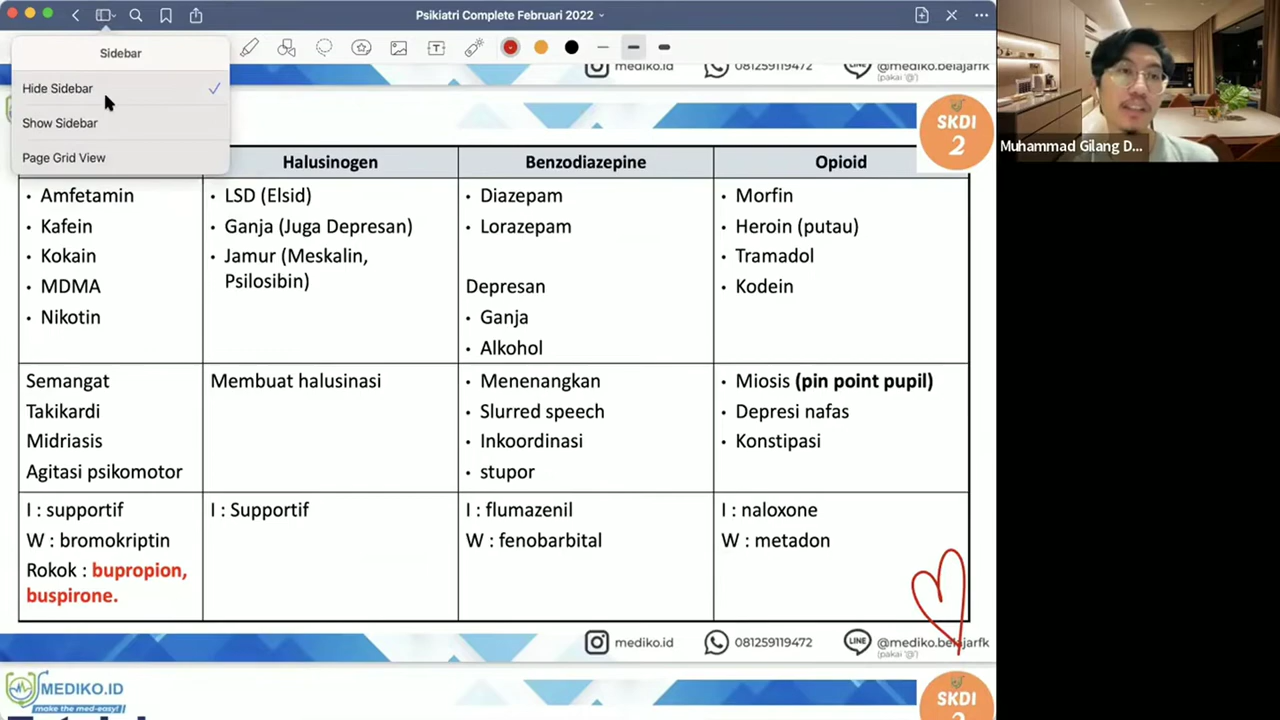 Psikiatri Complete Februari 2022
Sidebar
Hide Sidebar
Show Sidebar
Page Grid View
mediko.id
081259119472
@mediko.belajarfk
(pakai '@')
SKDI
2
Halusinogen
Benzodiazepine
Opioid
• Amfetamin
• Kafein
• Kokain
• MDMA
• Nikotin
• LSD (Elsid)
• Ganja (Juga Depresan)
• Jamur (Meskalin,
Psilosibin)
• Diazepam
• Lorazepam
Depresan
• Ganja
• Alkohol
• Morfin
• Heroin (putau)
• Tramadol
• Kodein
Semangat
Takikardi
Midriasis
Agitasi psikomotor
Membuat halusinasi
• Menenangkan
• Slurred speech
• Inkoordinasi
• stupor
• Miosis (pin point pupil)
• Depresi nafas
• Konstipasi
I : supportif
W : bromokriptin
Rokok : bupropion,
buspirone.
I : Supportif
I : flumazenil
W : fenobarbital
I : naloxone
W : metadon
mediko.id
081259119472
@mediko.belajarfk
(pakai '@')
MEDIKO.ID
make the med-easy!
SKDI
Muhammad Gilang D...